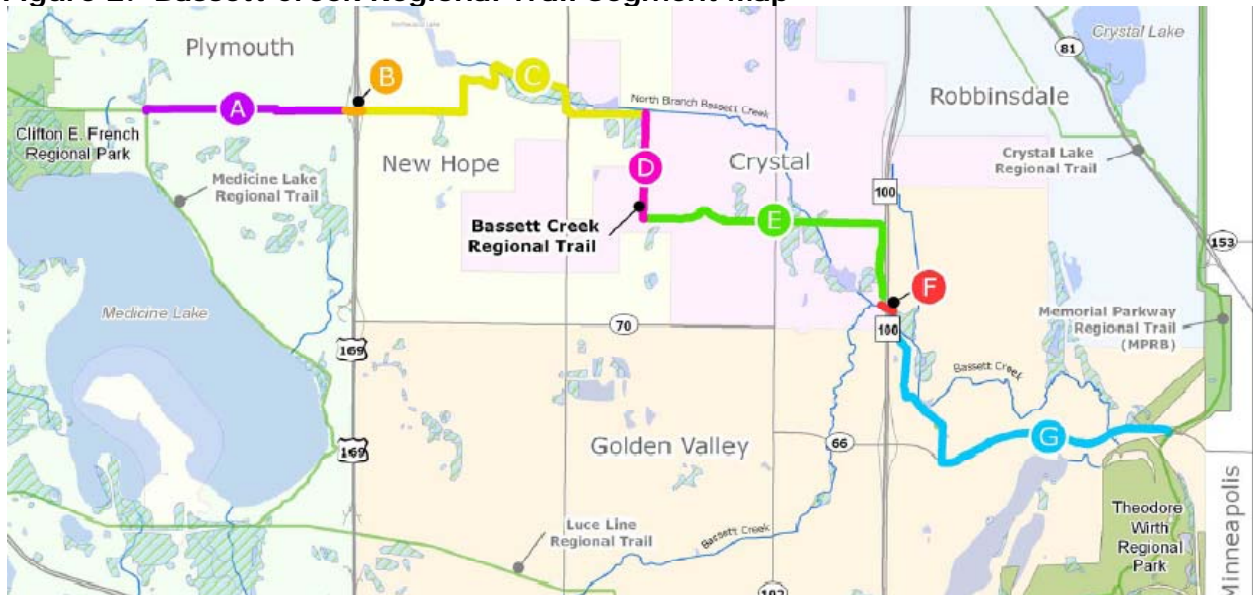 Figure 2: Bassett Creek Regional Trail Segment Map
Plymouth
Northwood Lake
Crystal Lake
81
B
C
A
North Branch Bassett Creek
Robbinsdale
Clifton E. French
Regional Park
New Hope
Crystal
Crystal Lake
Regional Trail
D
Medicine Lake
Regional Trail
100
Bassett Creek
Regional Trail
E
153
F
Medicine Lake
70
100
Memorial Parkway
Regional Trail
(MPRB)
169
Bassett Creek
G
66
Golden Valley
169
Minneapolis
Theodore
Wirth
Regional
Park
Luce Line
Regional Trail
Bassett Creek
102